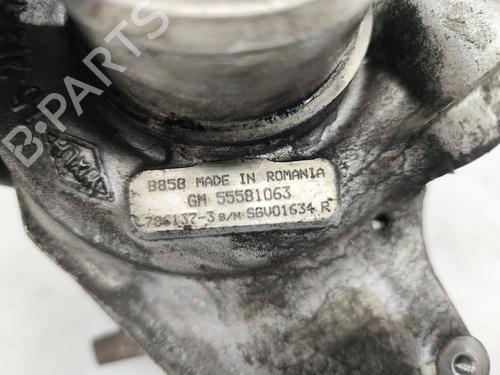 B-PARTS
B858 MADE IN ROMANIA
GM 55581063
786137-3 S/N SGV01634 R